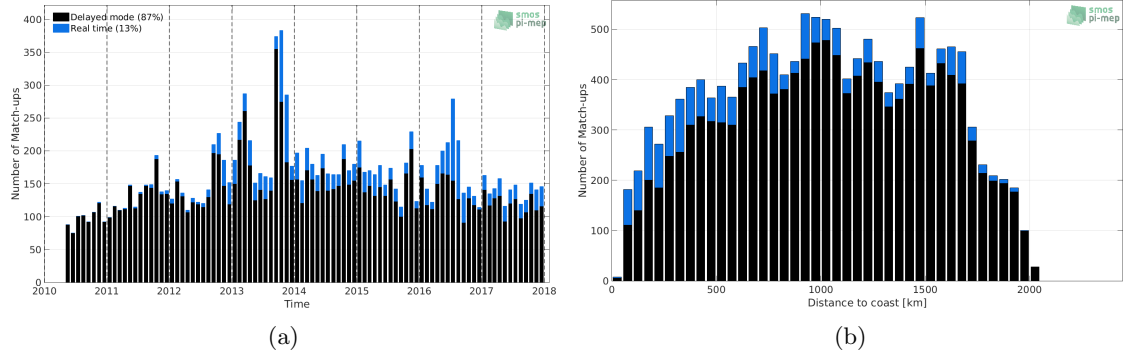 Delayed mode (87%)
Real time (13%)
smos
pi-mep
Number of Match-ups
400
350
300
250
200
150
100
50
0
2010
2011
2012
2013
2014
2015
2016
2017
2018
Time
(a)
smos
pi-mep
Number of Match-ups
500
400
300
200
100
0
0
500
1000
1500
2000
Distance to coast [km]
(b)